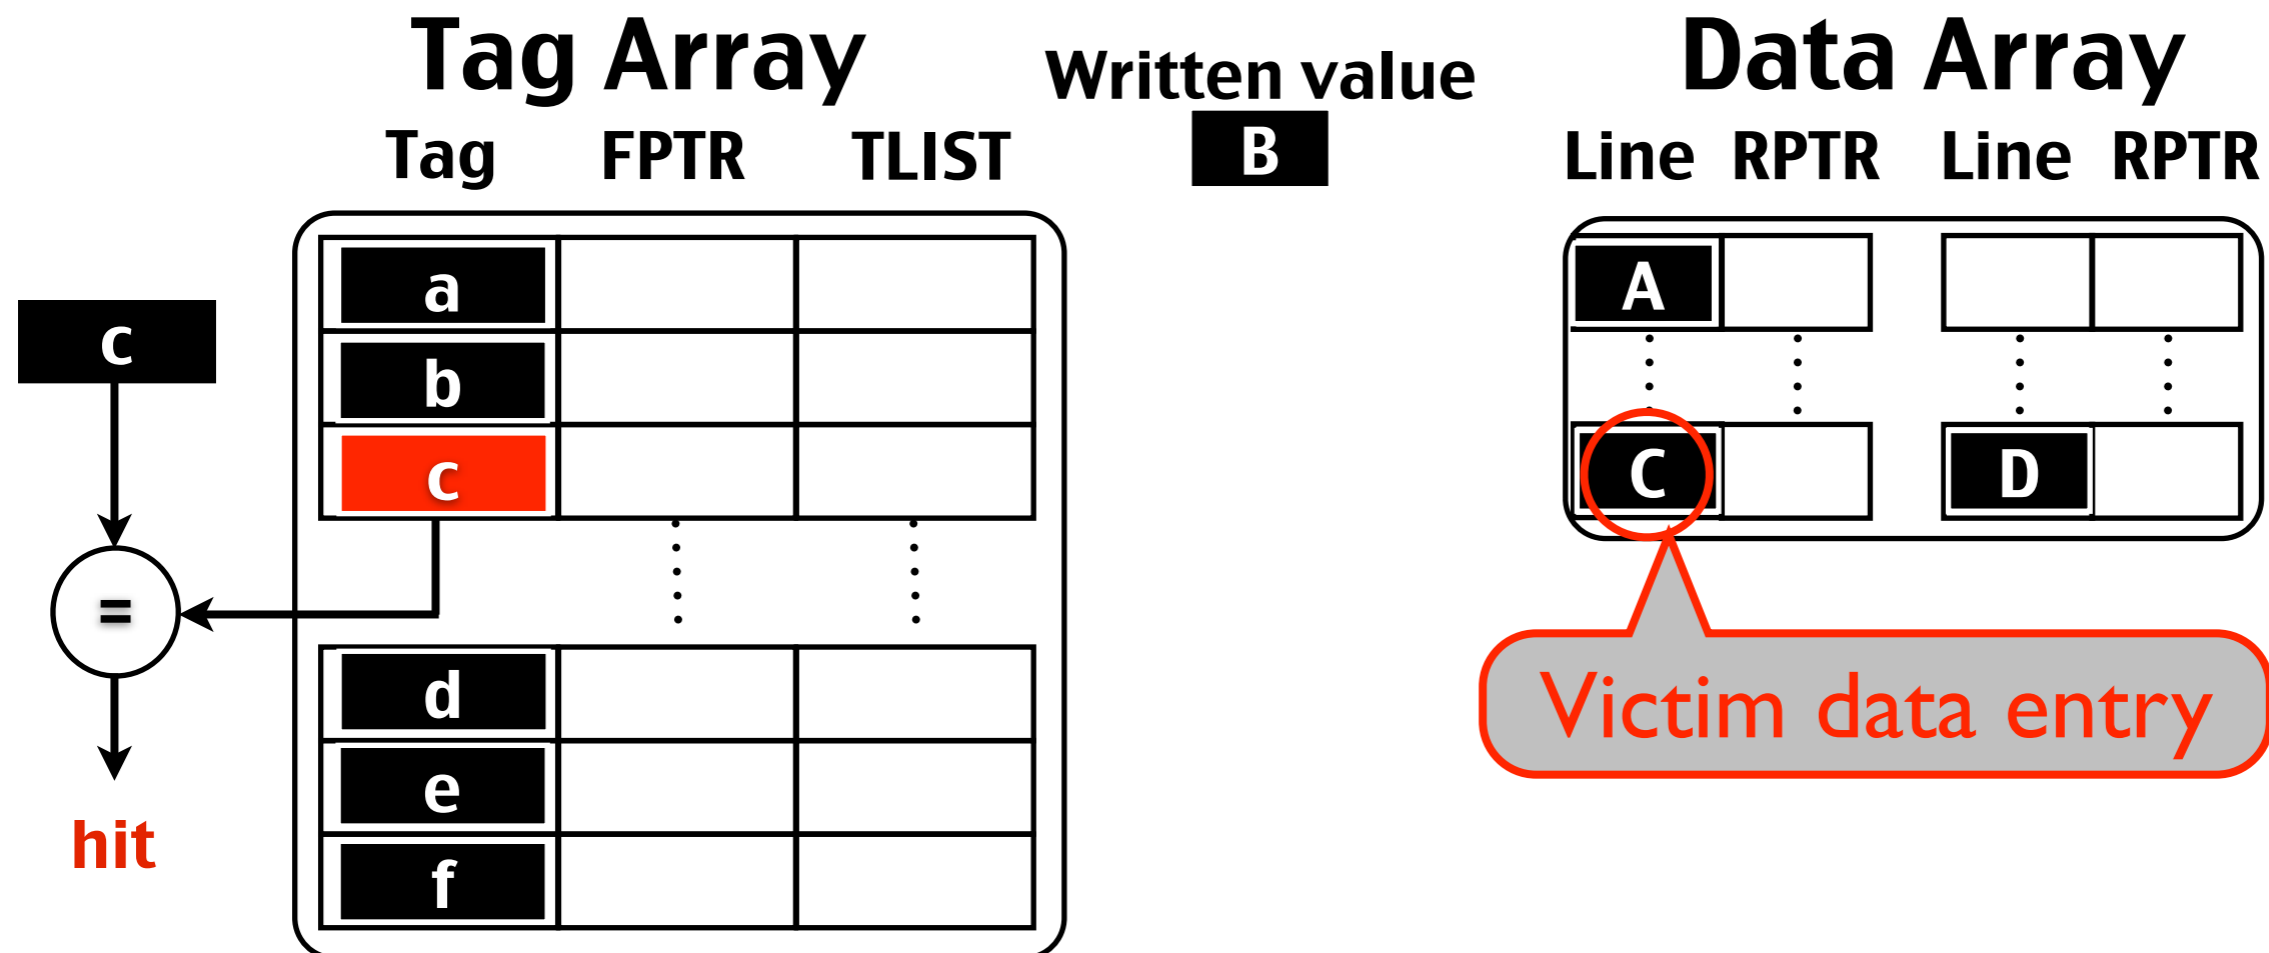 Tag Array
Written value
Data Array
Tag FPTR TLIST
B
Line RPTR Line RPTR
c
=
hit
a
b
c
d
e
f
A
C
D
Victim data entry